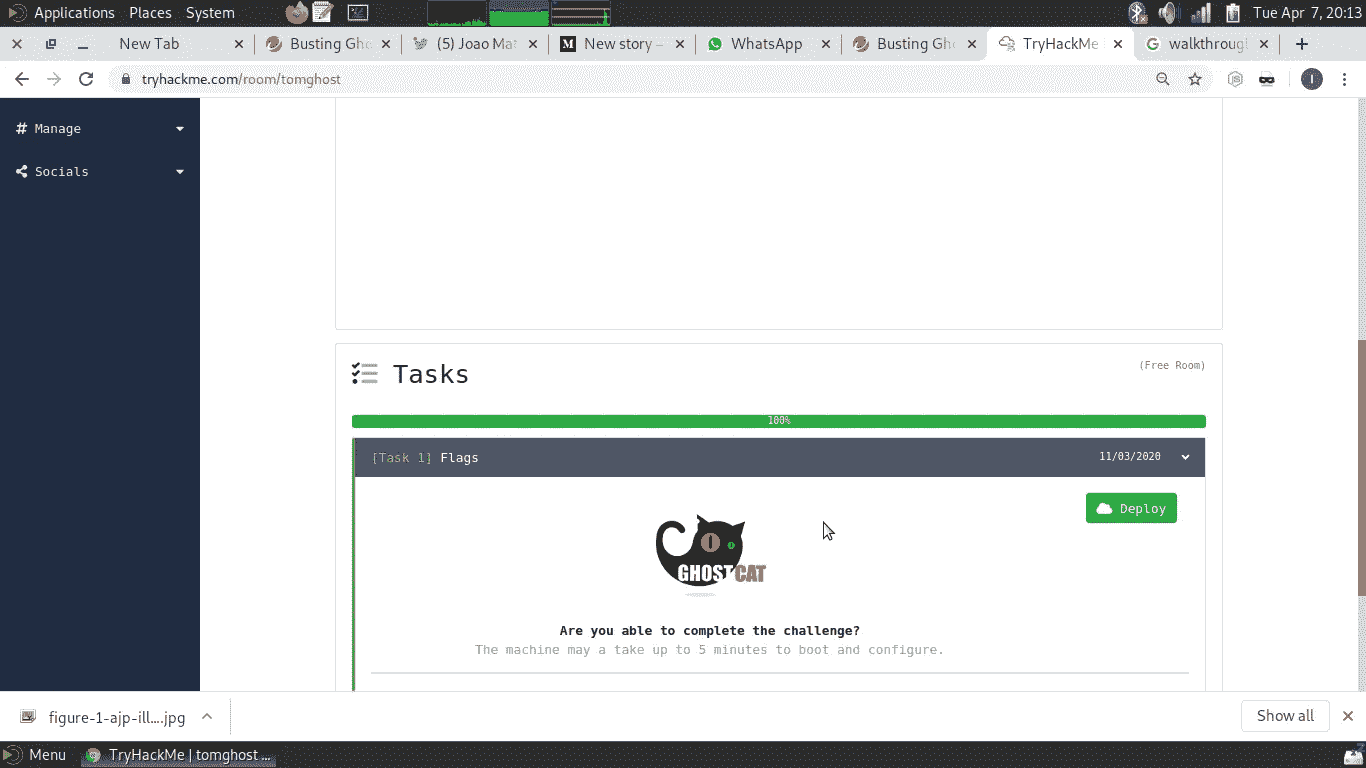 Applications Places System Tue Apr 7, 20:13
New Tab Busting Gh (5) Joao Mat New story – WhatsApp Busting Gh TryHackMe walkthroug
tryhackme.com/room/tomghost I
# Manage
Socials
Tasks (Free Room)
100%
[Task 1] Flags 11/03/2020
Deploy
GHOSTCAT
Are you able to complete the challenge?
The machine may a take up to 5 minutes to boot and configure.
figure-1-ajp-ill....jpg Show all
Menu TryHackMe | tomghost ...